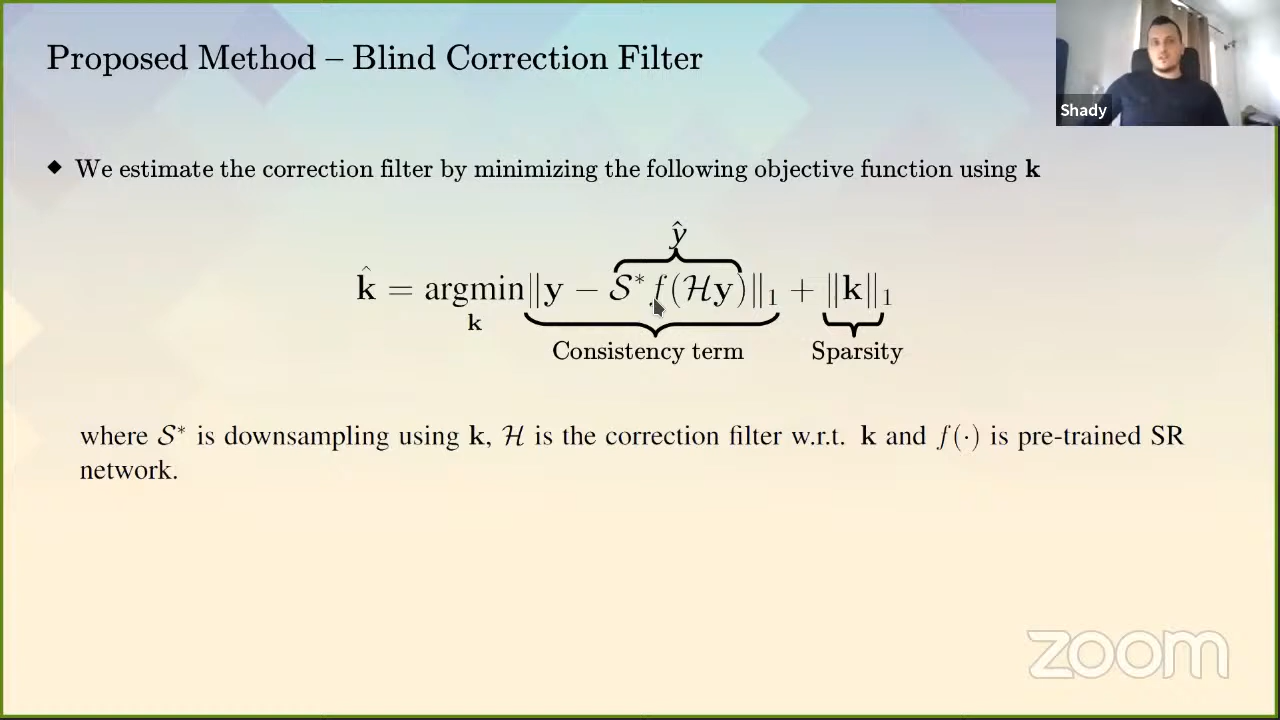 Proposed Method – Blind Correction Filter
Shady
◆ We estimate the correction filter by minimizing the following objective function using k
ŷ
k̂ = argmin‖y − 𝒮*f(ℋy)‖₁ + ‖k‖₁
k
Consistency term Sparsity
where 𝒮* is downsampling using k, ℋ is the correction filter w.r.t. k and f(·) is pre-trained SR
network.
zoom